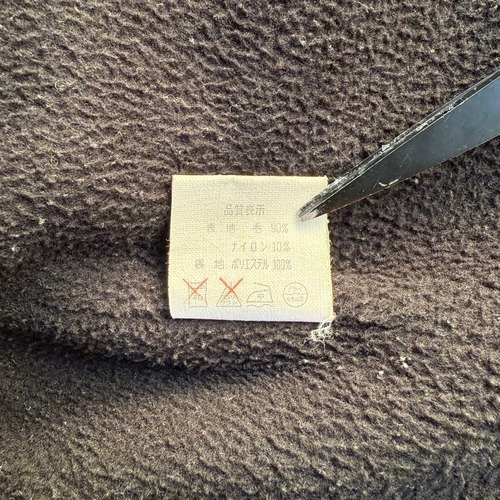 品質表示
表地 毛 90%
ナイロン 10%
裏地 ポリエステル 100%
中